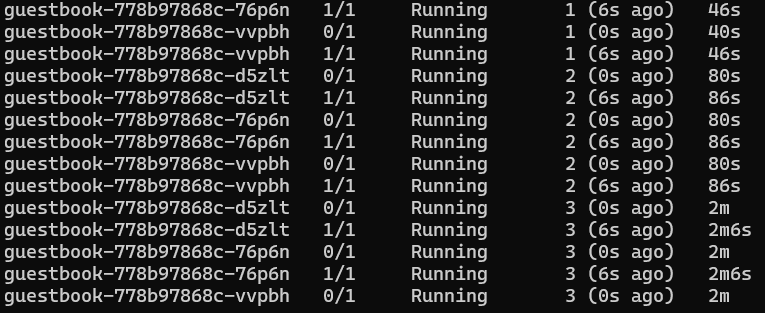 guestbook-778b97868c-76p6n   1/1     Running       1 (6s ago)   46s
guestbook-778b97868c-vvpbh   0/1     Running       1 (0s ago)   40s
guestbook-778b97868c-vvpbh   1/1     Running       1 (6s ago)   46s
guestbook-778b97868c-d5zlt   0/1     Running       2 (0s ago)   80s
guestbook-778b97868c-d5zlt   1/1     Running       2 (6s ago)   86s
guestbook-778b97868c-76p6n   0/1     Running       2 (0s ago)   80s
guestbook-778b97868c-76p6n   1/1     Running       2 (6s ago)   86s
guestbook-778b97868c-vvpbh   0/1     Running       2 (0s ago)   80s
guestbook-778b97868c-vvpbh   1/1     Running       2 (6s ago)   86s
guestbook-778b97868c-d5zlt   0/1     Running       3 (0s ago)   2m
guestbook-778b97868c-d5zlt   1/1     Running       3 (6s ago)   2m6s
guestbook-778b97868c-76p6n   0/1     Running       3 (0s ago)   2m
guestbook-778b97868c-76p6n   1/1     Running       3 (6s ago)   2m6s
guestbook-778b97868c-vvpbh   0/1     Running       3 (0s ago)   2m